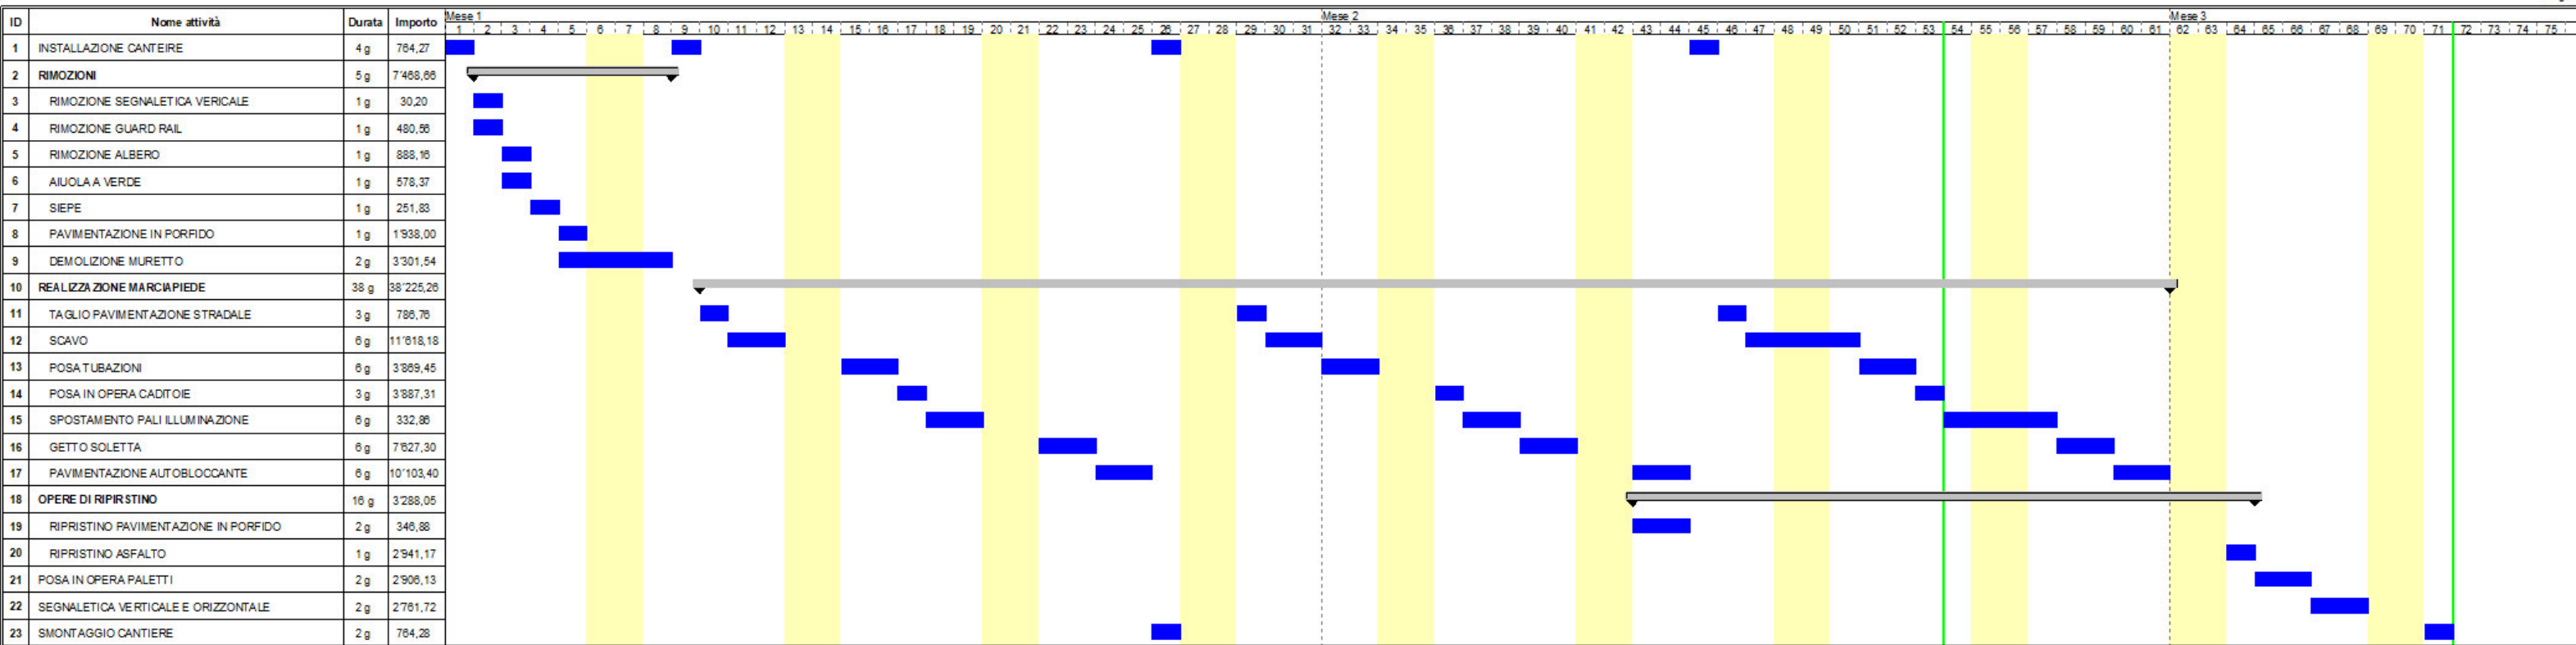 ID Nome attività Durata Importo Mese 1 Mese 2 Mese 3
1 2 3 4 5 6 7 8 9 10 11 12 13 14 15 16 17 18 19 20 21 22 23 24 25 26 27 28 29 30 31 32 33 34 35 36 37 38 39 40 41 42 43 44 45 46 47 48 49 50 51 52 53 54 55 56 57 58 59 60 61 62 63 64 65 66 67 68 69 70 71 72 73 74 75
1 INSTALLAZIONE CANTEIRE 4 g 764,27
2 RIMOZIONI 5 g 7'468,66
3 RIMOZIONE SEGNALETICA VERICALE 1 g 30,20
4 RIMOZIONE GUARD RAIL 1 g 480,56
5 RIMOZIONE ALBERO 1 g 888,16
6 AIUOLA A VERDE 1 g 578,37
7 SIEPE 1 g 251,83
8 PAVIMENTAZIONE IN PORFIDO 1 g 1'938,00
9 DEMOLIZIONE MURETTO 2 g 3'301,54
10 REALIZZAZIONE MARCIAPIEDE 38 g 38'225,26
11 TAGLIO PAVIMENTAZIONE STRADALE 3 g 786,76
12 SCAVO 6 g 11'618,18
13 POSA TUBAZIONI 6 g 3'869,45
14 POSA IN OPERA CADITOIE 3 g 3'887,31
15 SPOSTAMENTO PALI ILLUMINAZIONE 6 g 332,86
16 GETTO SOLETTA 6 g 7'627,30
17 PAVIMENTAZIONE AUTOBLOCCANTE 6 g 10'103,40
18 OPERE DI RIPIRSTINO 16 g 3'288,05
19 RIPRISTINO PAVIMENTAZIONE IN PORFIDO 2 g 346,88
20 RIPRISTINO ASFALTO 1 g 2'941,17
21 POSA IN OPERA PALETTI 2 g 2'906,13
22 SEGNALETICA VERTICALE E ORIZZONTALE 2 g 2'761,72
23 SMONTAGGIO CANTIERE 2 g 764,28